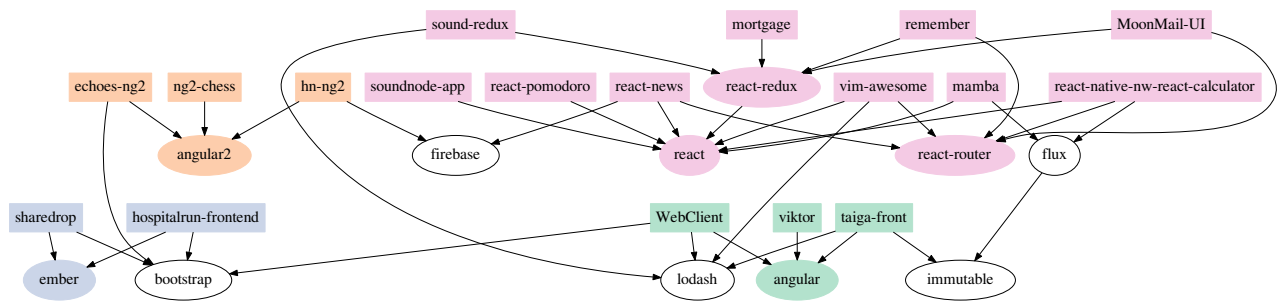 sound-redux
mortgage
remember
MoonMail-UI
echoes-ng2
ng2-chess
hn-ng2
soundnode-app
react-pomodoro
react-news
react-redux
vim-awesome
mamba
react-native-nw-react-calculator
angular2
firebase
react
react-router
flux
sharedrop
hospitalrun-frontend
WebClient
viktor
taiga-front
ember
bootstrap
lodash
angular
immutable